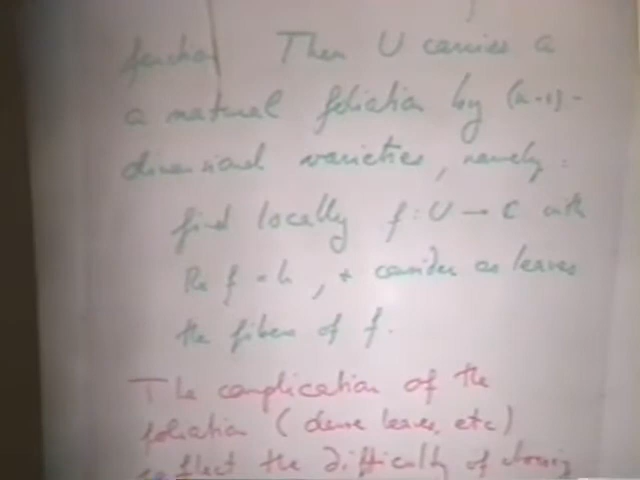 function Then U carries a
a natural foliation by (n-1)-
dimensional varieties, namely:
find locally f: U → C with
Re f = h, + consider as leaves
the fibers of f.
The complication of the
foliation (dense leaves, etc)
reflect the difficulty of